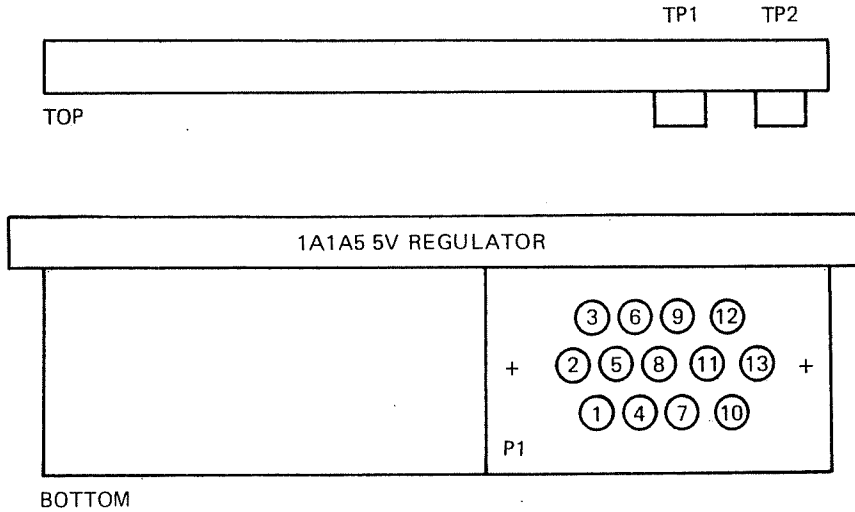 TP1 TP2
TOP
1A1A5 5V REGULATOR
3 6 9 12
+ 2 5 8 11 13 +
1 4 7 10
P1
BOTTOM